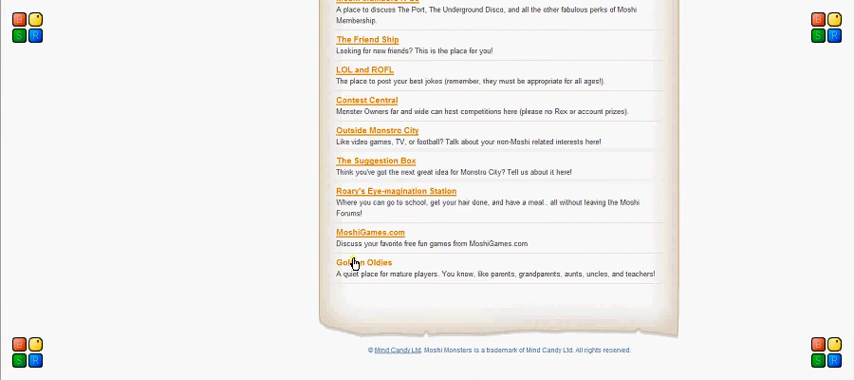 A place to discuss The Port, The Underground Disco, and all the other fabulous perks of Moshi
Membership.
The Friend Ship
Looking for new friends? This is the place for you!
LOL and ROFL
The place to post your best jokes (remember, they must be appropriate for all ages!).
Contest Central
Monster Owners far and wide can host competitions here (please no Rox or account prizes).
Outside Monstro City
Like video games, TV, or football? Talk about your non-Moshi related interests here!
The Suggestion Box
Think you've got the next great idea for Monstro City? Tell us about it here!
Roary's Eye-magination Station
Where you can go to school, get your hair done, and have a meal.. all without leaving the Moshi
Forums!
MoshiGames.com
Discuss your favorite free fun games from MoshiGames.com
Golden Oldies
A quiet place for mature players. You know, like parents, grandparents, aunts, uncles, and teachers!
© Mind Candy Ltd. Moshi Monsters is a trademark of Mind Candy Ltd. All rights reserved.
B
S R
B
S R
B
S R
B
S R